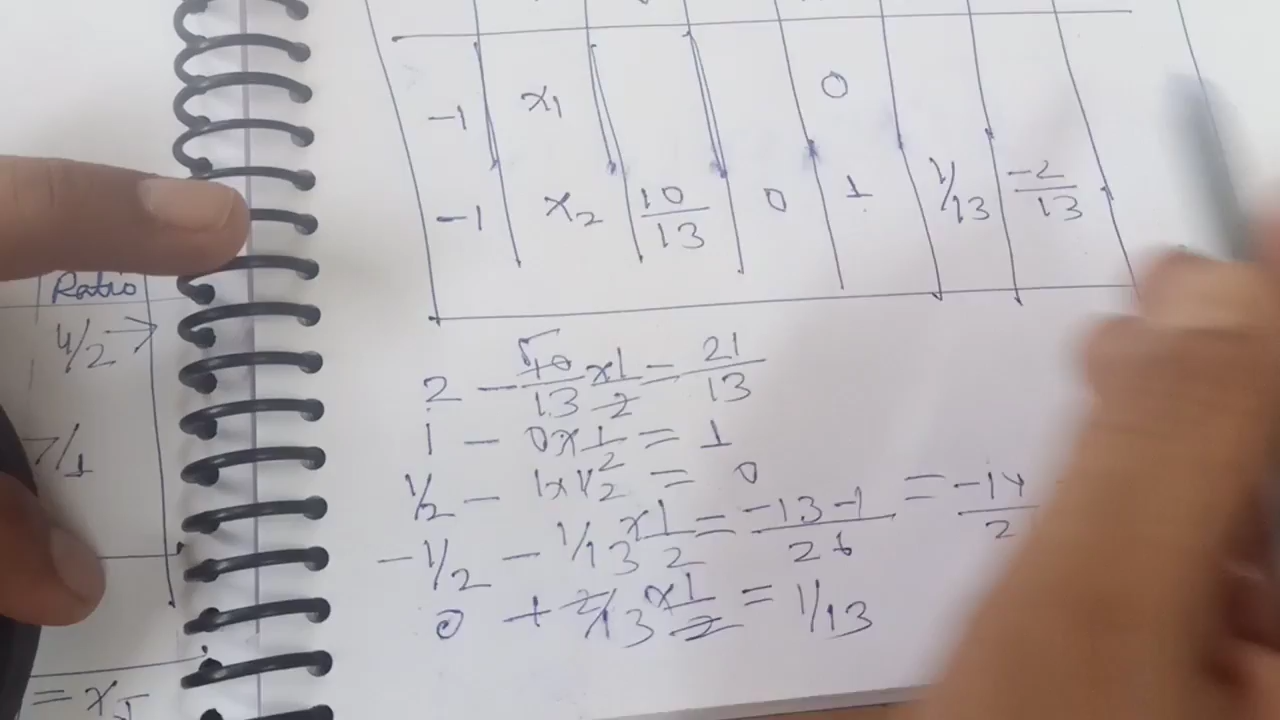 -1 x₁ 0
-1 x₂ 10/13 0 1 1/13 -2/13
Ratio
4/2 →
7/1
= x
2 - 10/13 x 1/2 = 21/13
1 - 0 x 1/2 = 1
1/2 - 1 x 1/2 = 0
-1/2 - 1/13 x 1/2 = -13-1/26 = -14/2
0 + 2/13 x 1/2 = 1/13